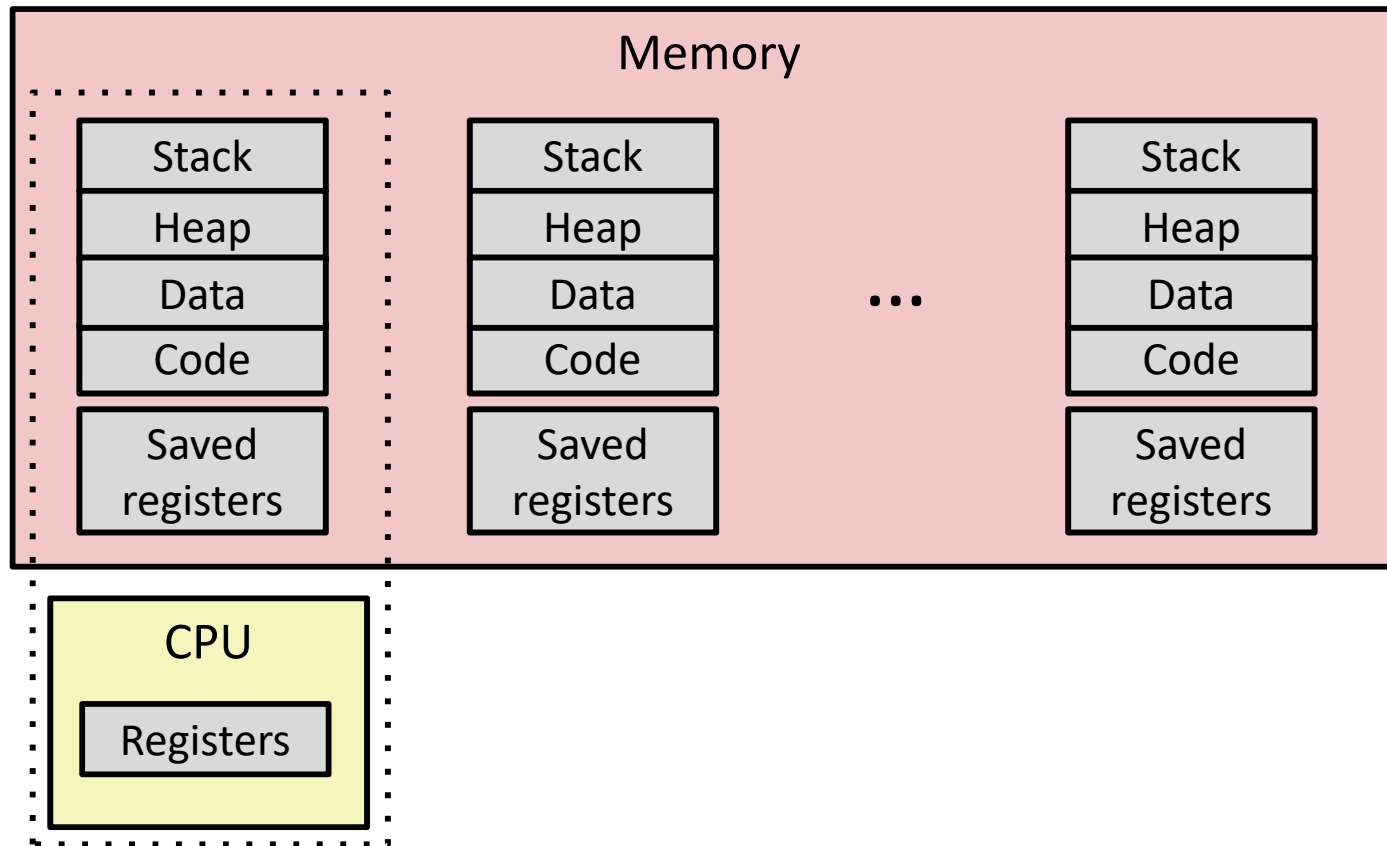 Memory
Stack
Heap
Data
Code
Saved
registers
Stack
Heap
Data
Code
Saved
registers
...
Stack
Heap
Data
Code
Saved
registers
CPU
Registers